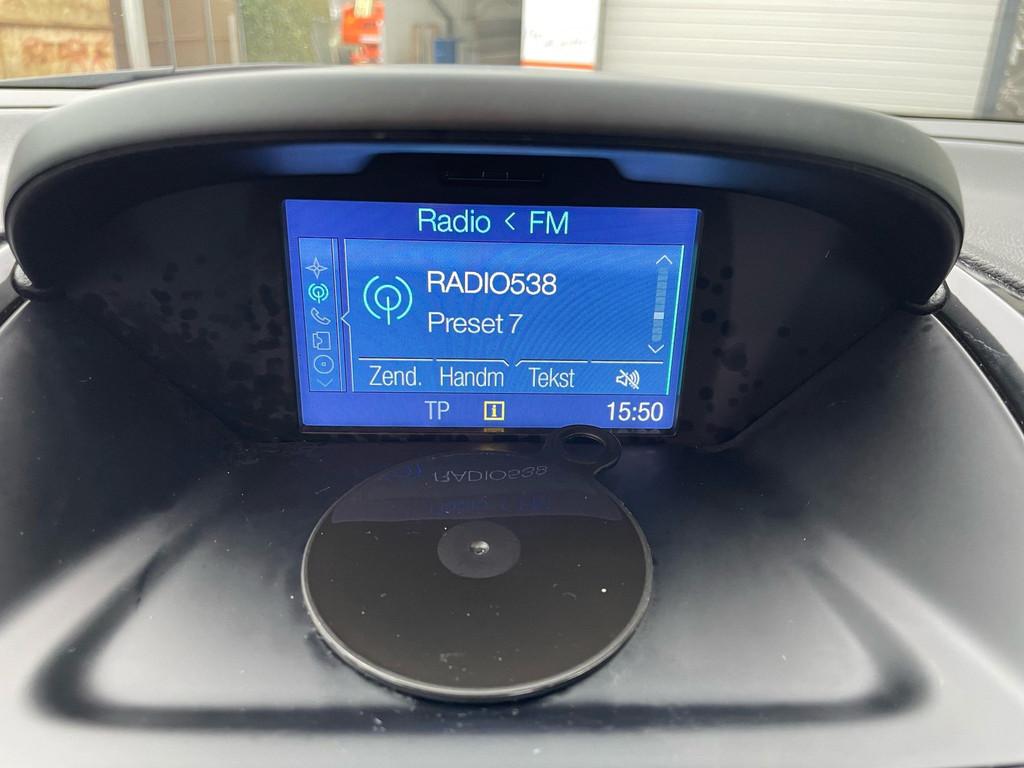 Radio < FM
RADIO538
Preset 7
Zend. Handm Tekst
TP i 15:50
RADIO538